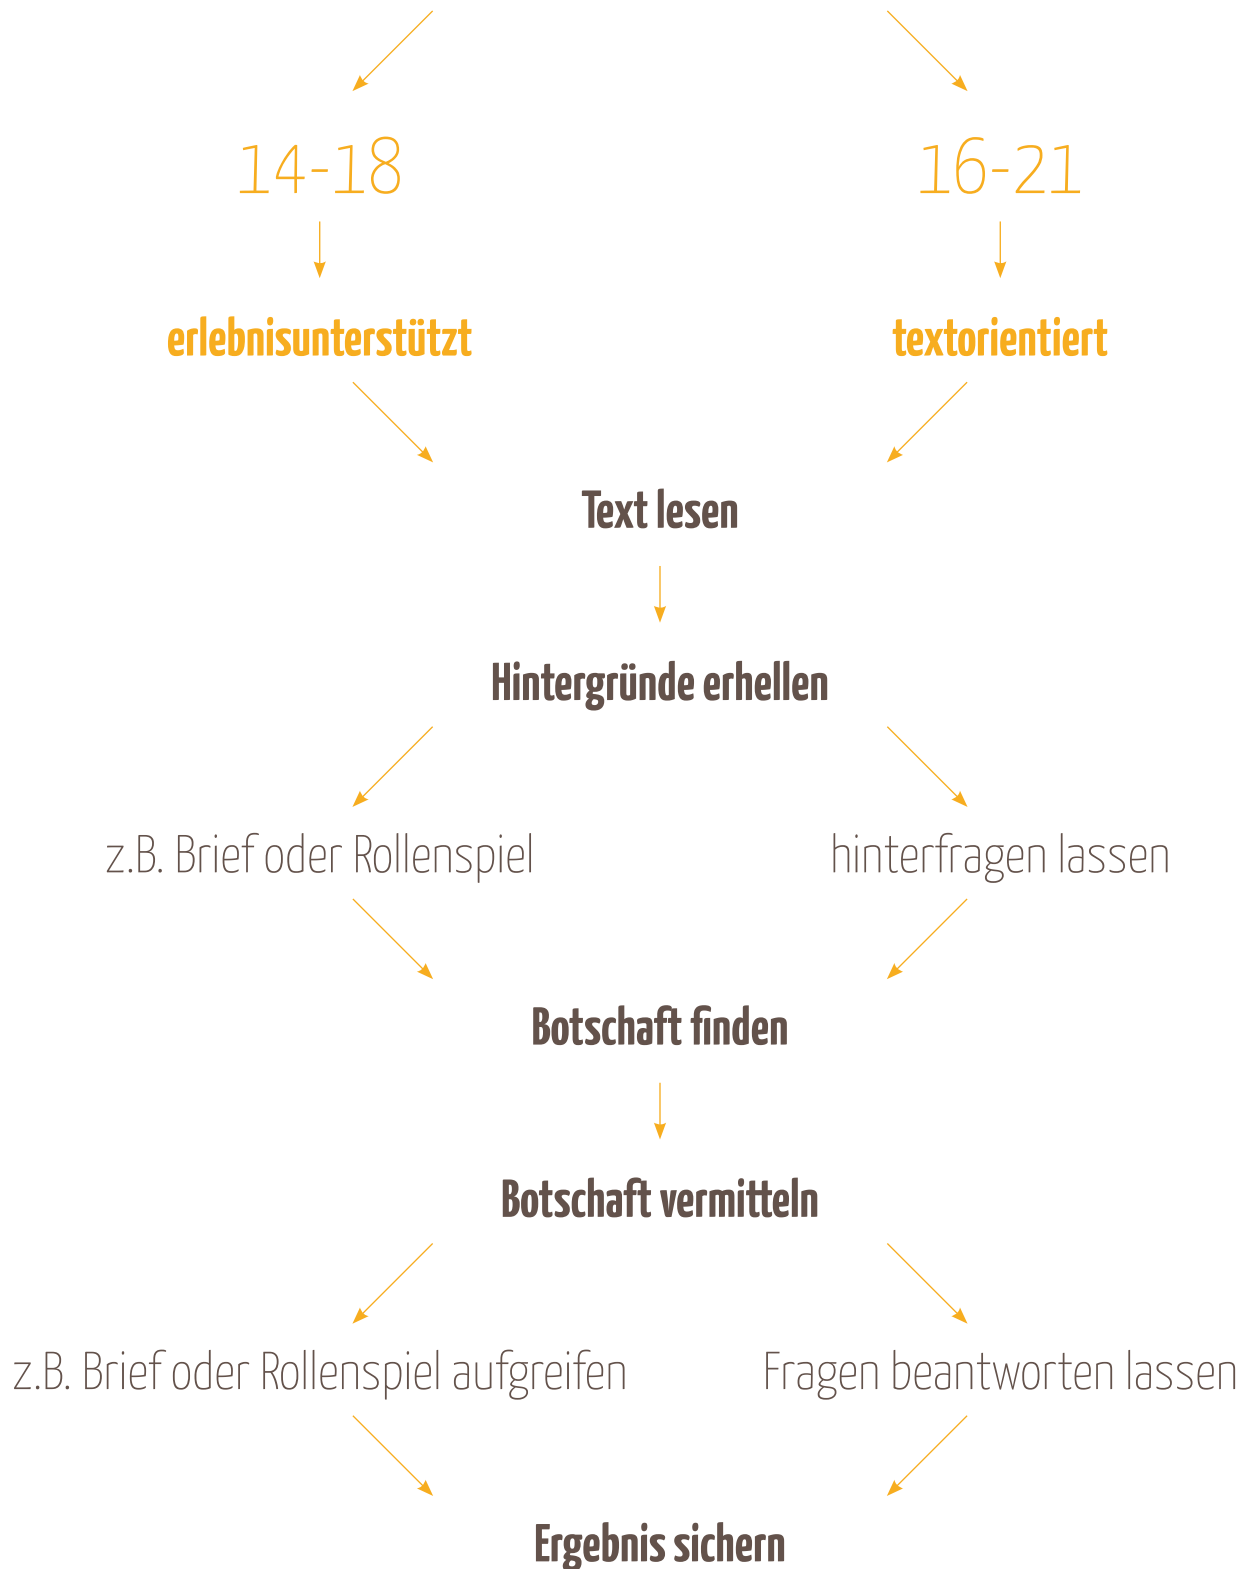 14-18
16-21
erlebnisunterstützt
textorientiert
Text lesen
Hintergründe erhellen
z.B. Brief oder Rollenspiel
hinterfragen lassen
Botschaft finden
Botschaft vermitteln
z.B. Brief oder Rollenspiel aufgreifen
Fragen beantworten lassen
Ergebnis sichern